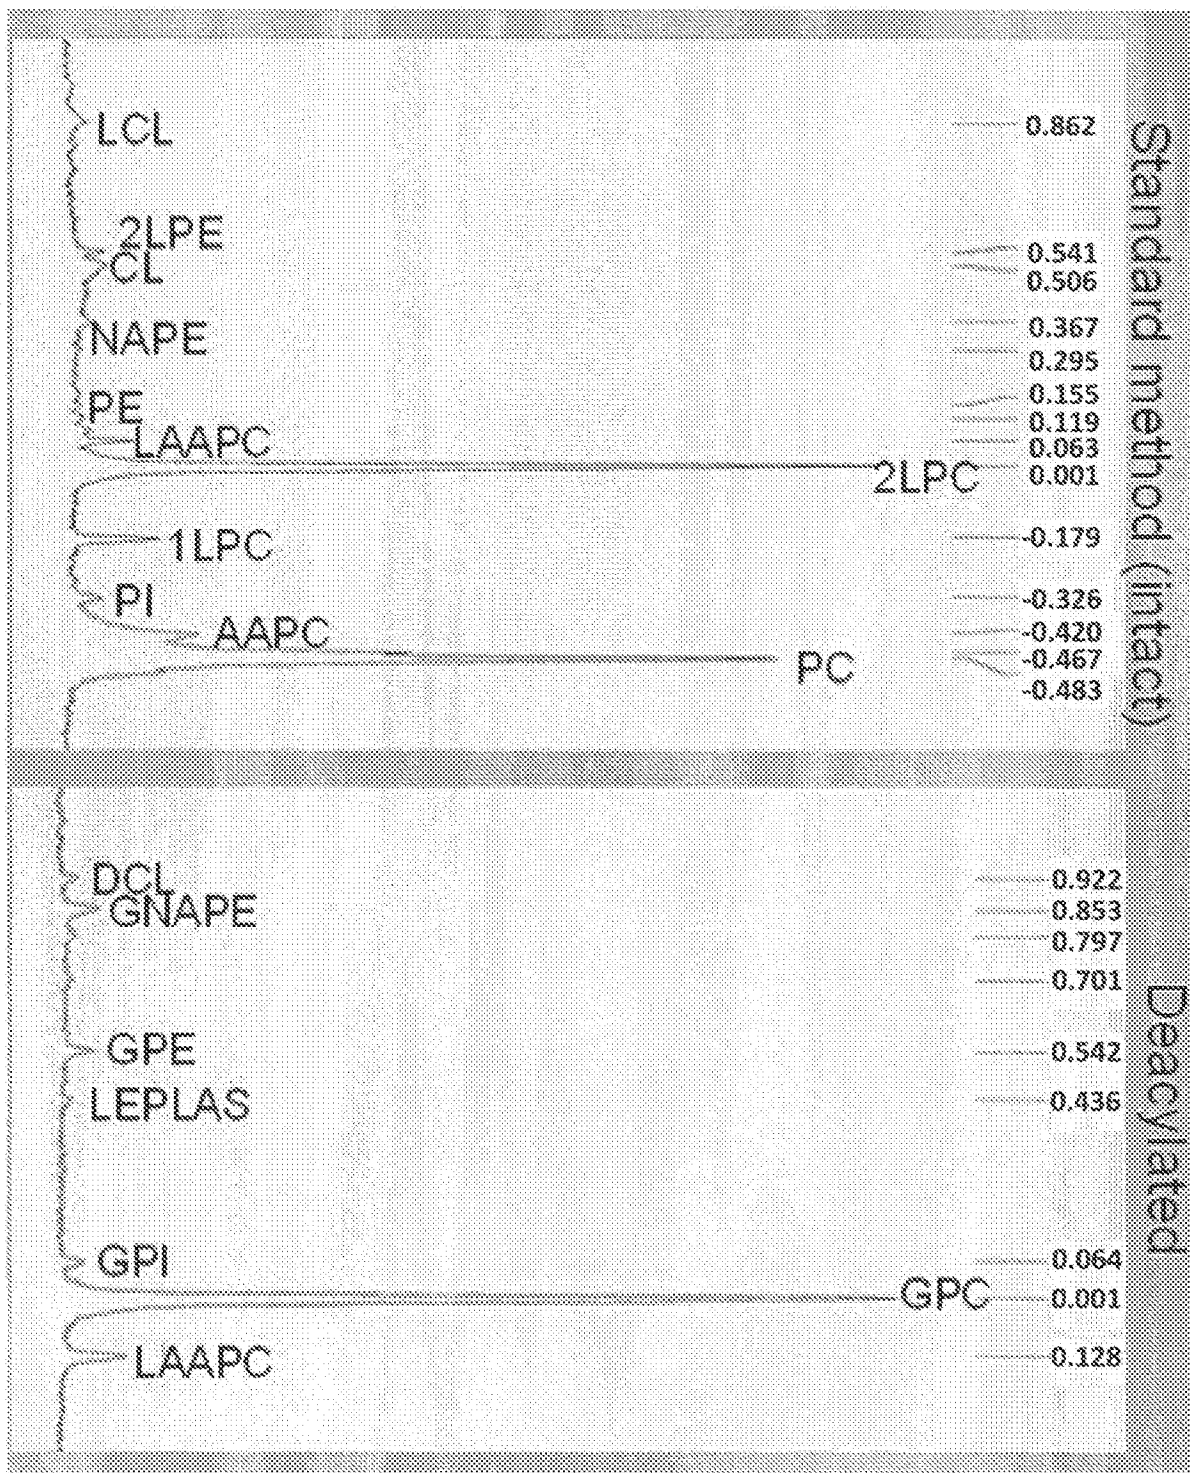 Standard method (intact)
LCL 0.862
2LPE 0.541
CL 0.506
NAPE 0.367
0.295
PE 0.155
0.119
LAAPC 0.063
2LPC 0.001
1LPC -0.179
PI -0.326
AAPC -0.420
PC -0.467
-0.483
Deacylated
DCL 0.922
GNAPE 0.853
0.797
0.701
GPE 0.542
LEPLAS 0.436
GPI 0.064
GPC 0.001
LAAPC 0.128